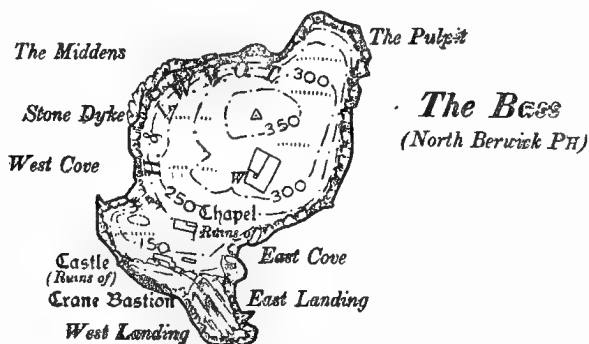 The Pulpit
The Middens
300
The Bass
Stone Dyke
350
(North Berwick PH)
West Cove
W
300
250
Chapel
(Ruins of)
150
Castle
(Ruins of)
East Cove
Crane Bastion
East Landing
West Landing